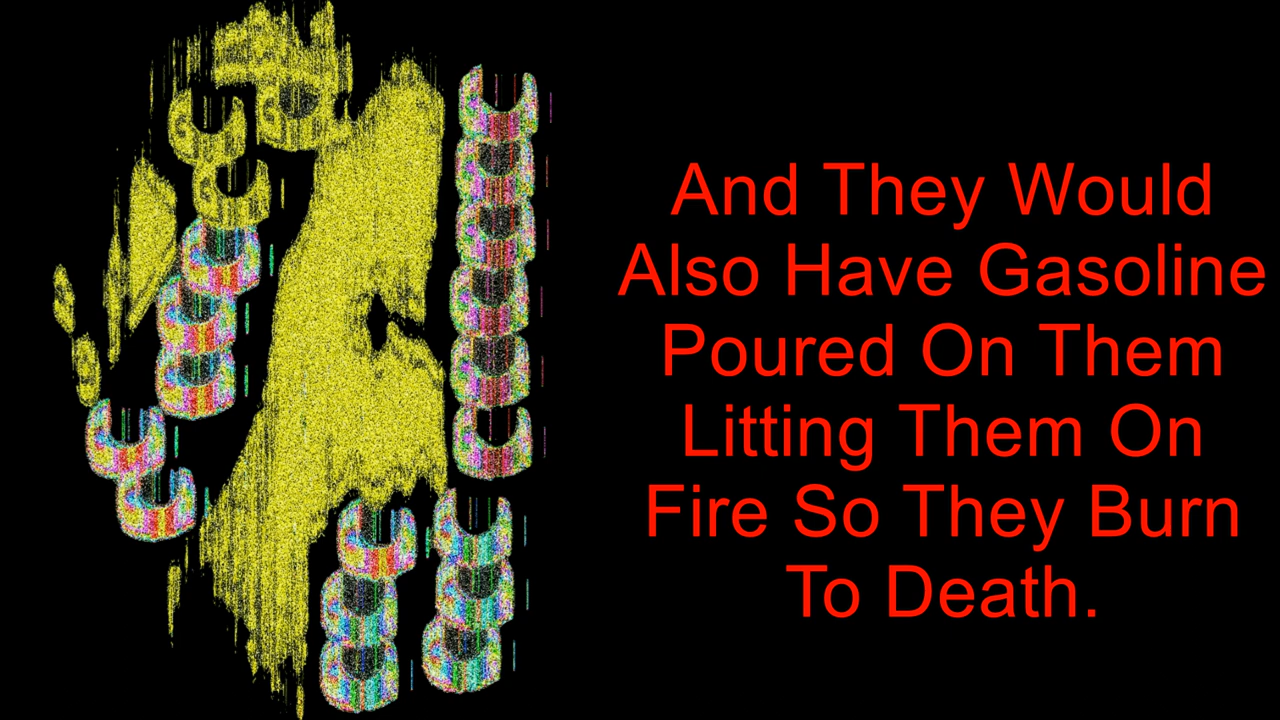 And They Would
Also Have Gasoline
Poured On Them
Litting Them On
Fire So They Burn
To Death.